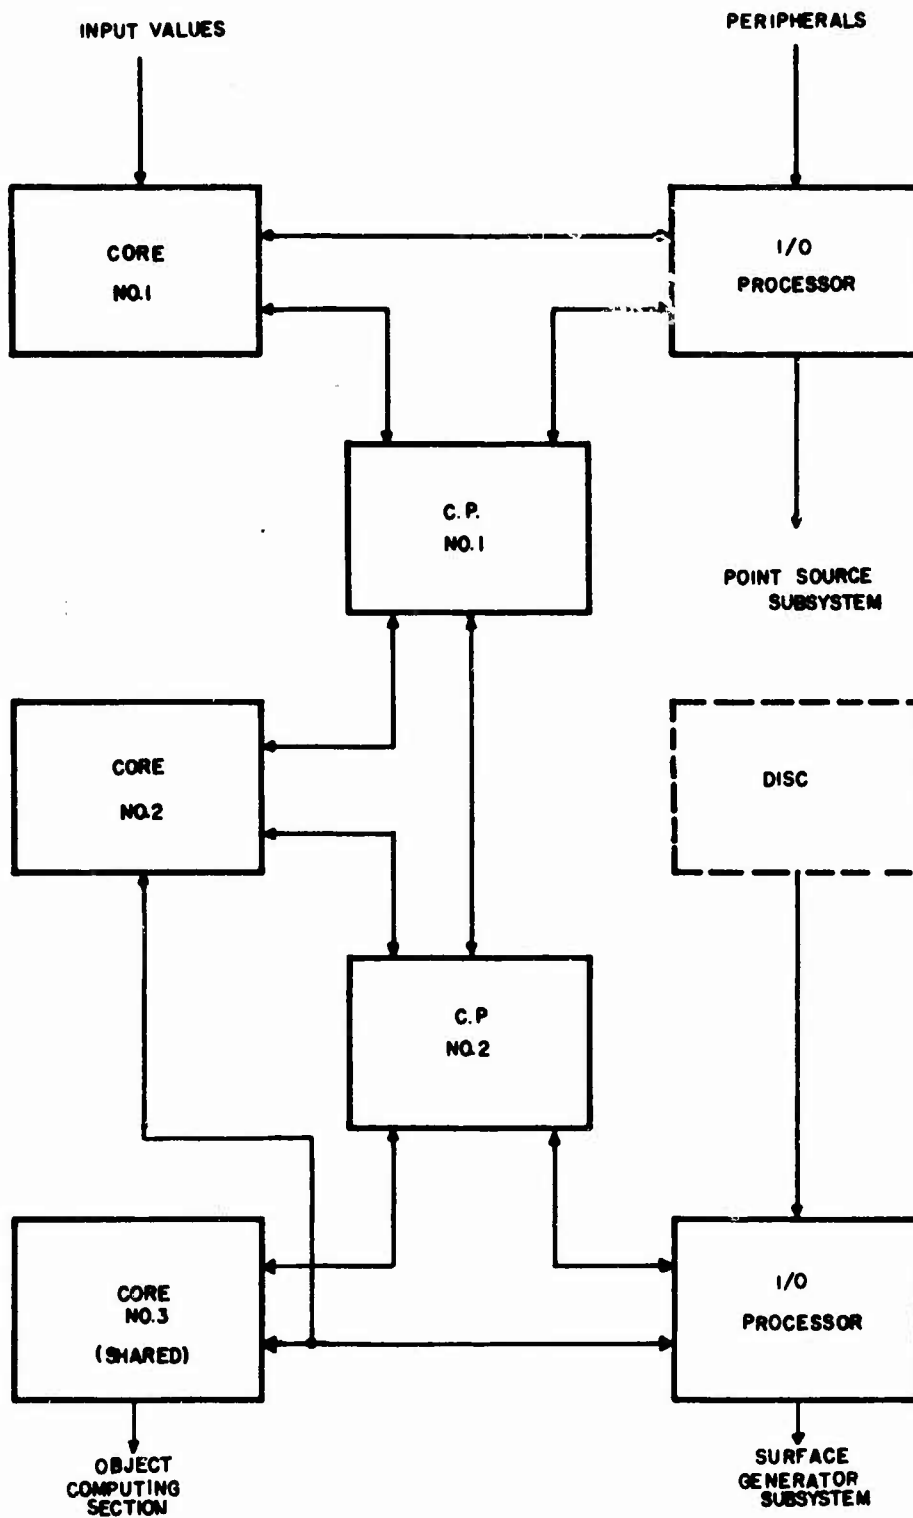 INPUT VALUES
PERIPHERALS
CORE
NO.1
I/O
PROCESSOR
C.P.
NO.1
POINT SOURCE
SUBSYSTEM
CORE
NO.2
DISC
C.P
NO.2
CORE
NO.3
(SHARED)
I/O
PROCESSOR
OBJECT
COMPUTING
SECTION
SURFACE
GENERATOR
SUBSYSTEM